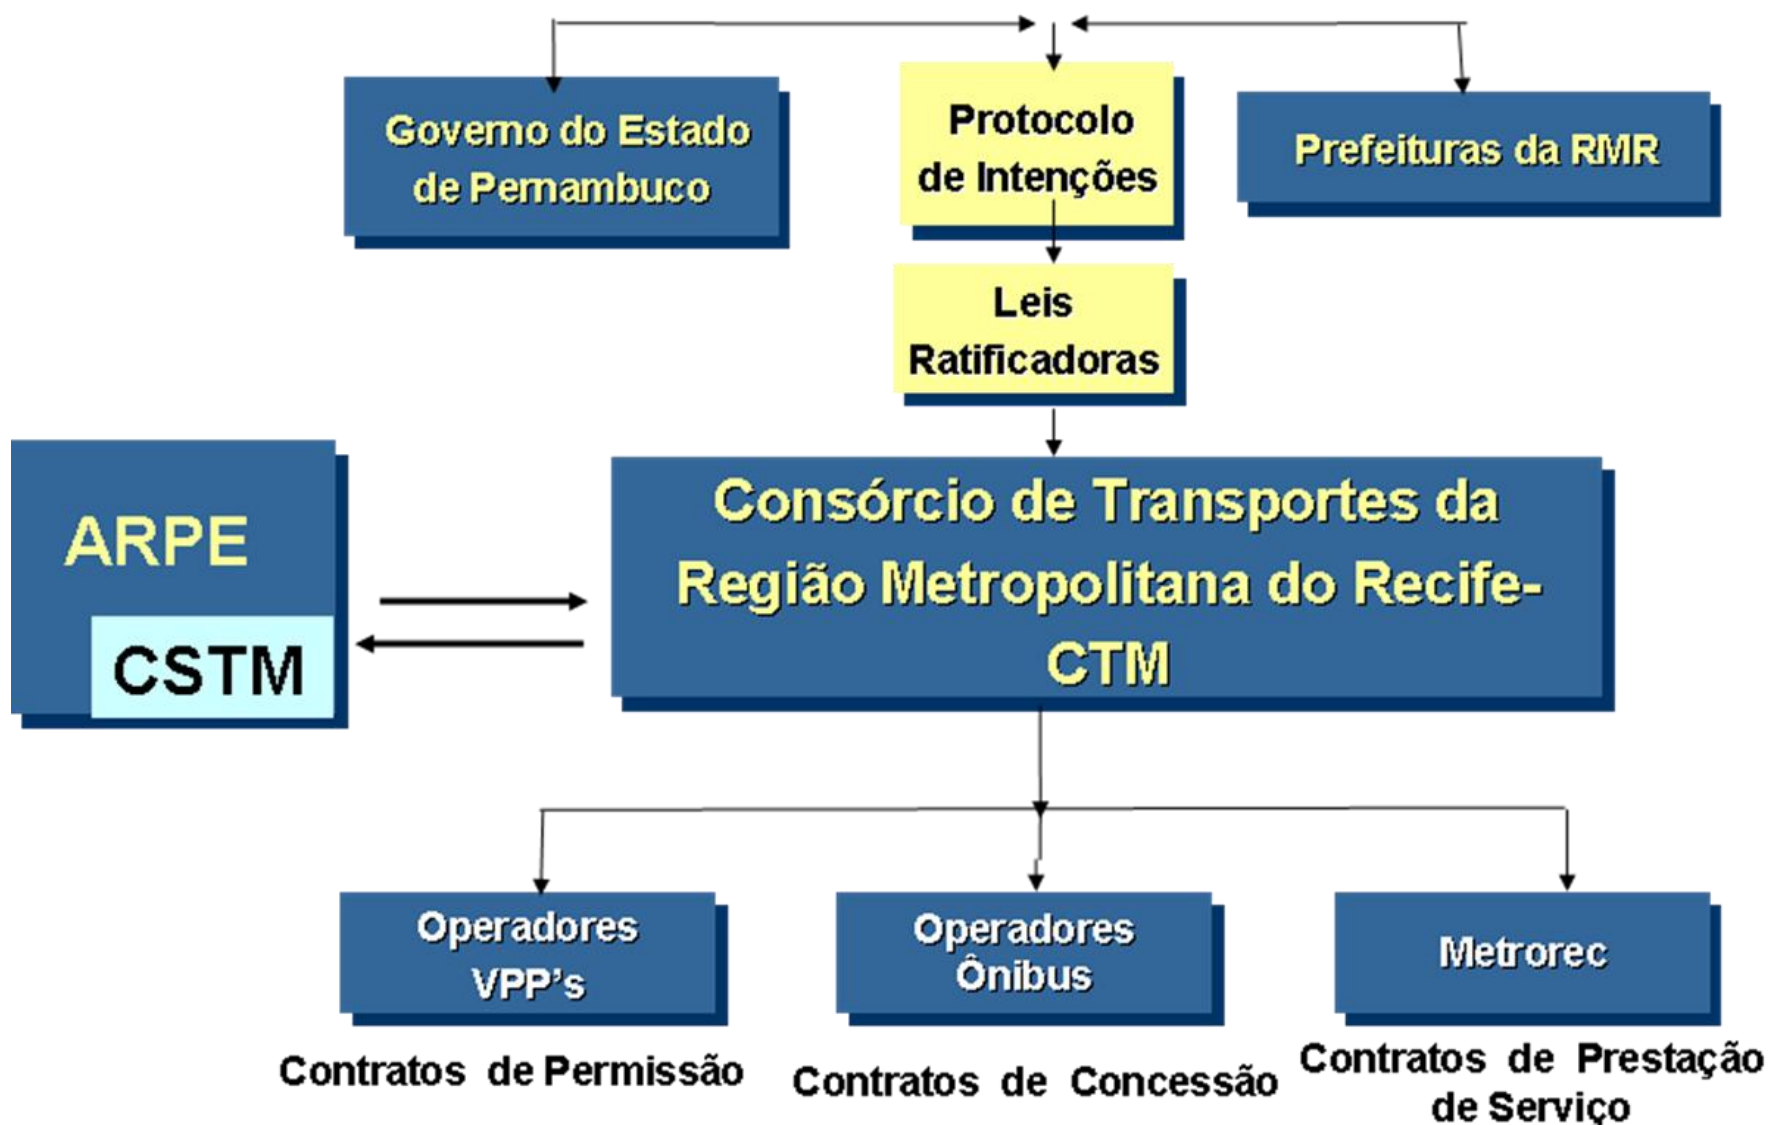 Governo do Estado
de Pernambuco
Protocolo
de Intenções
Prefeituras da RMR
Leis
Ratificadoras
ARPE
CSTM
Consórcio de Transportes da
Região Metropolitana do Recife-
CTM
Operadores
VPP's
Operadores
Ônibus
Metrorec
Contratos de Permissão
Contratos de Concessão
Contratos de Prestação
de Serviço